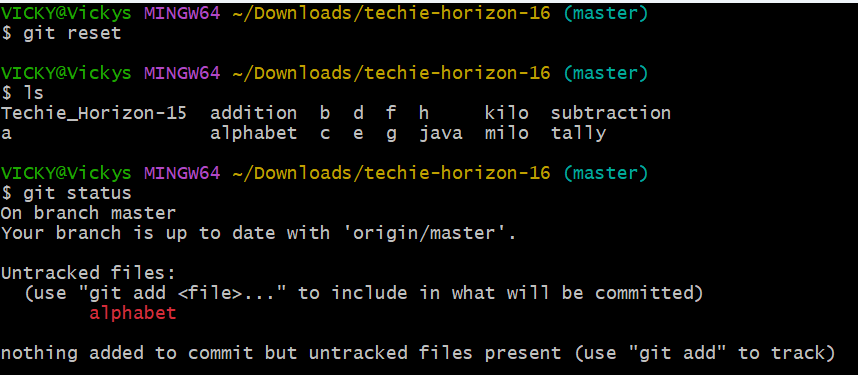 VICKY@Vickys MINGW64 ~/Downloads/techie-horizon-16 (master)
$ git reset

VICKY@Vickys MINGW64 ~/Downloads/techie-horizon-16 (master)
$ ls
Techie_Horizon-15  addition  b  d  f  h     kilo  subtraction
a                  alphabet  c  e  g  java  milo  tally

VICKY@Vickys MINGW64 ~/Downloads/techie-horizon-16 (master)
$ git status
On branch master
Your branch is up to date with 'origin/master'.

Untracked files:
  (use "git add <file>..." to include in what will be committed)
        alphabet

nothing added to commit but untracked files present (use "git add" to track)